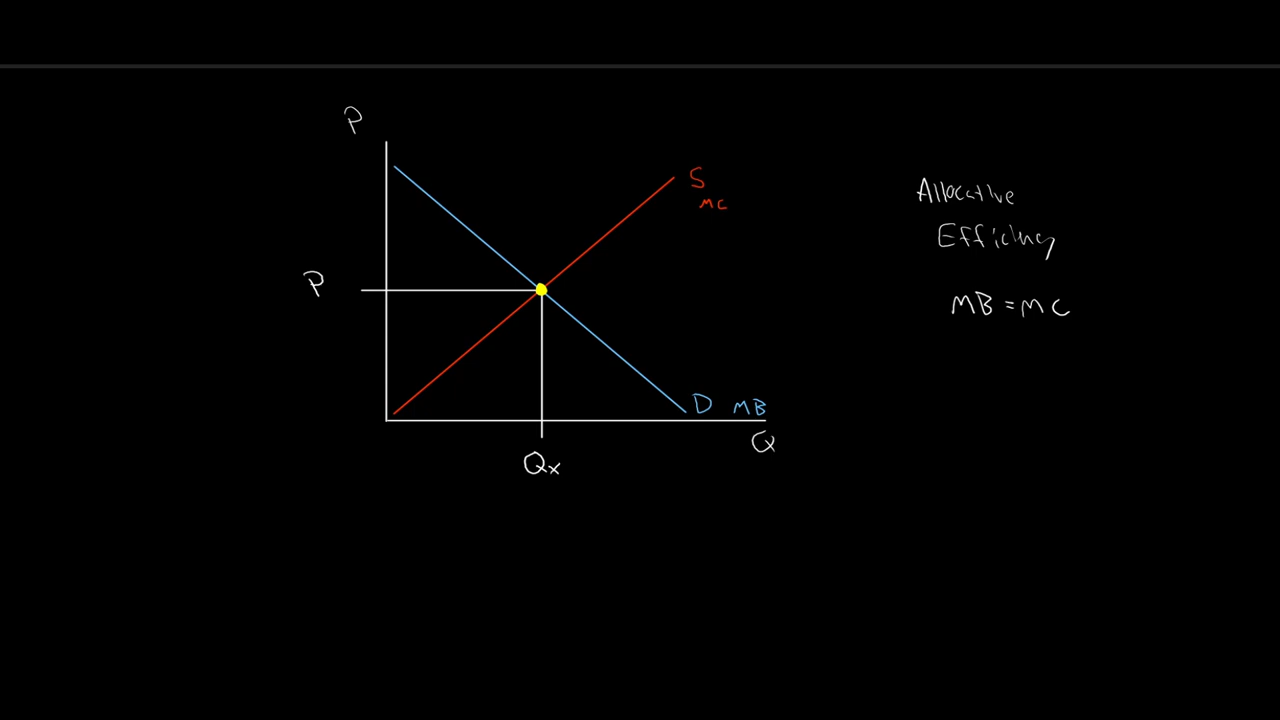 P
S
MC
Allocative
Efficiency
MB = MC
P
D MB
Q
Qx